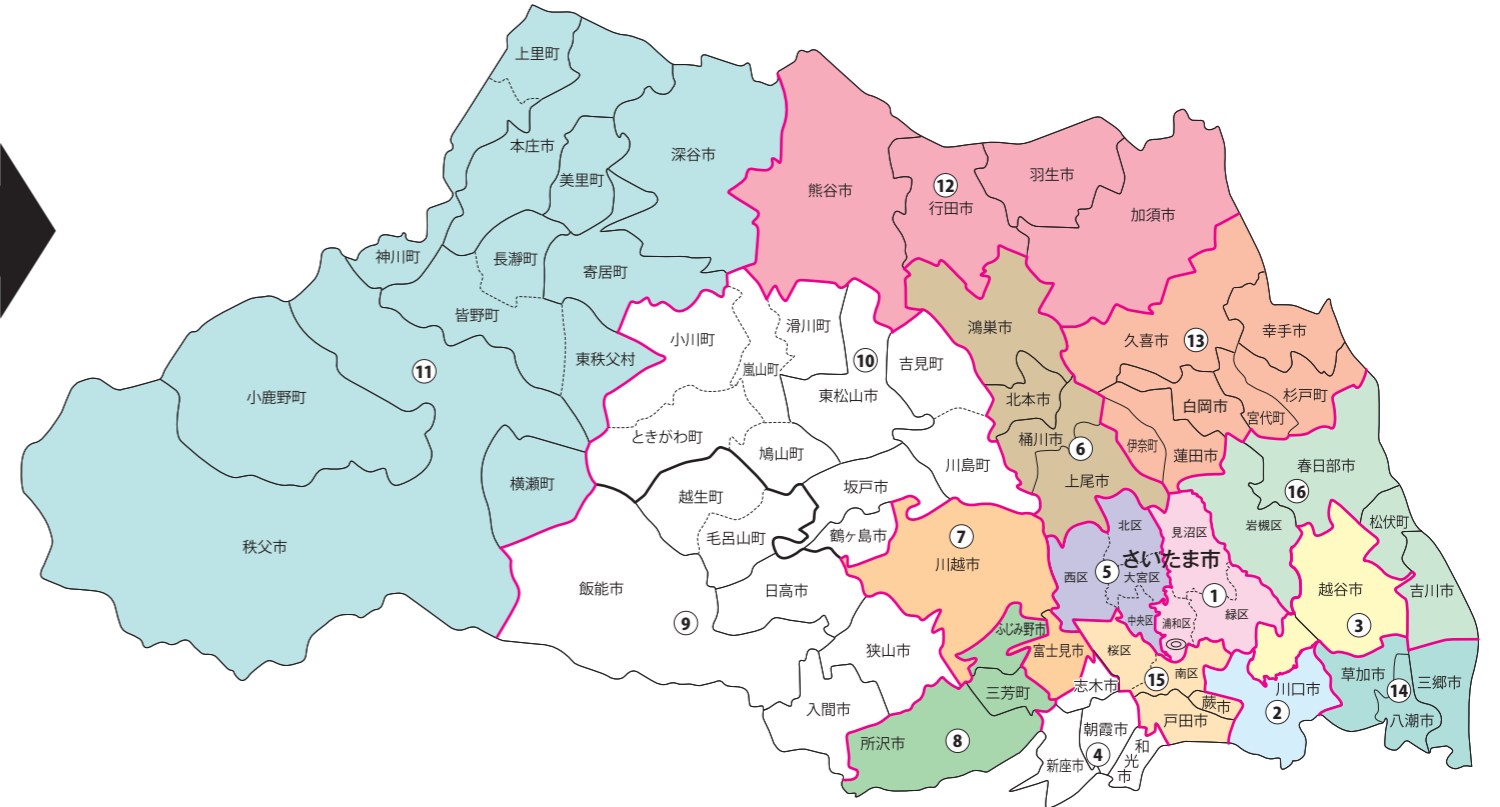 上里町
本庄市
美里町
深谷市
神川町
長瀞町
寄居町
皆野町
東秩父村
⑪
小鹿野町
横瀬町
秩父市
熊谷市
⑫
行田市
羽生市
加須市
小川町
滑川町
嵐山町
⑩
吉見町
東松山市
ときがわ町
鳩山町
川島町
鴻巣市
北本市
桶川市
⑥
上尾市
久喜市
⑬
幸手市
杉戸町
宮代町
白岡市
伊奈町
蓮田市
春日部市
⑯
岩槻区
松伏町
吉川市
越生町
毛呂山町
坂戸市
鶴ヶ島市
飯能市
日高市
⑨
狭山市
入間市
⑦
川越市
ふじみ野市
富士見市
三芳町
所沢市
⑧
北区
見沼区
さいたま市
西区
⑤
大宮区
中央区
浦和区
①
緑区
桜区
⑮
南区
蕨市
戸田市
志木市
朝霞市
④
新座市
和光市
越谷市
③
川口市
②
草加市
⑭
八潮市
三郷市